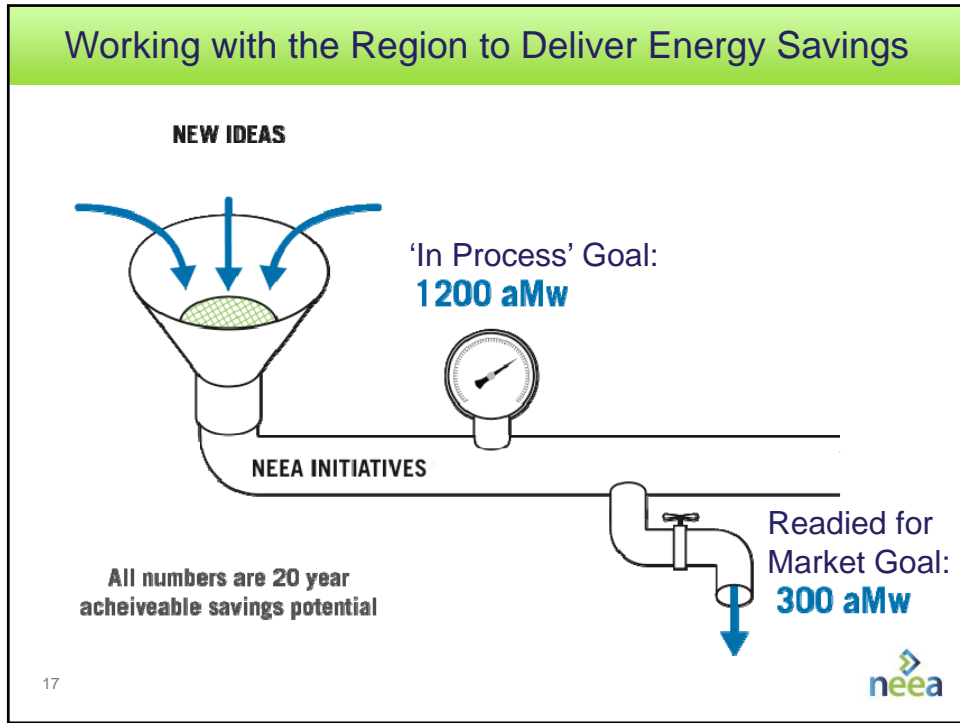 Working with the Region to Deliver Energy Savings
NEW IDEAS
‘In Process’ Goal:
1200 aMw
NEEA INITIATIVES
Readied for
Market Goal:
300 aMw
All numbers are 20 year
acheiveable savings potential
17
neea